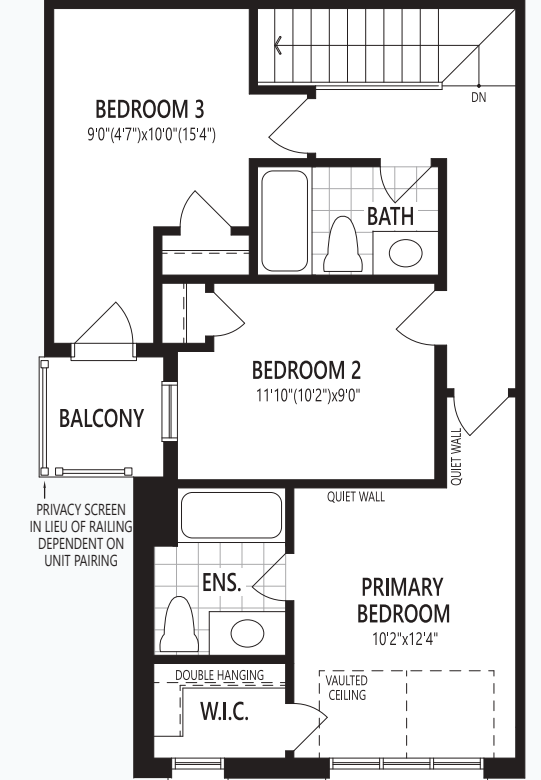 DN
BEDROOM 3
9'0"(4'7")x10'0"(15'4")
BATH
BEDROOM 2
11'10"(10'2")x9'0"
BALCONY
QUIET WALL
QUIET WALL
PRIVACY SCREEN
IN LIEU OF RAILING
DEPENDENT ON
UNIT PAIRING
ENS.
PRIMARY
BEDROOM
10'2"x12'4"
DOUBLE HANGING
VAULTED
CEILING
W.I.C.